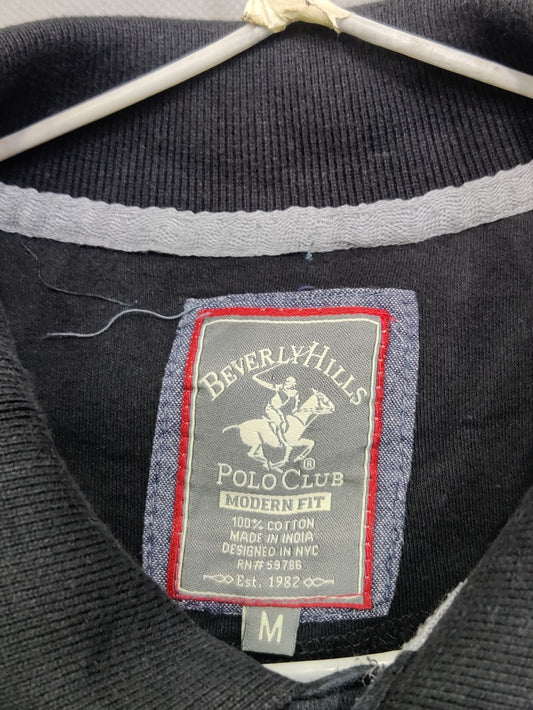 BEVERLY HILLS
POLO CLUB ®
MODERN FIT
100% COTTON
MADE IN INDIA
DESIGNED IN NYC
RN# 59786
Est. 1982
M